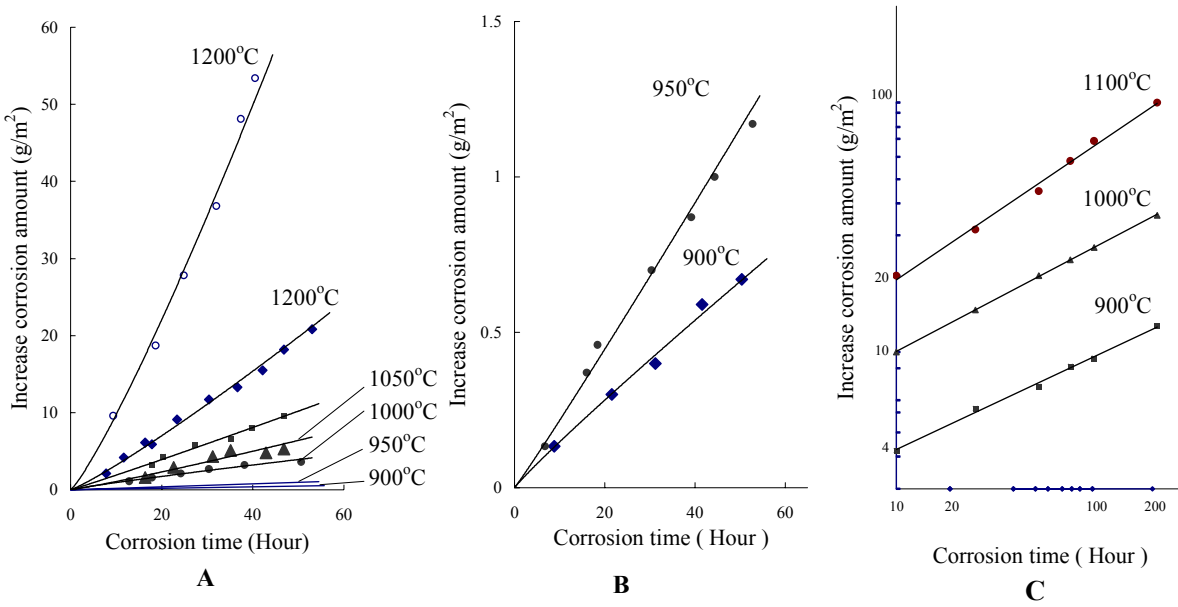 Increase corrosion amount (g/m²)
60
50
40
30
20
10
0
1200°C
1200°C
1050°C
1000°C
950°C
900°C
0
20
40
60
Corrosion time (Hour)
A
Increase corrosion amount (g/m²)
1.5
1
0.5
0
950°C
900°C
0
20
40
60
Corrosion time ( Hour )
B
Increase corrosion amount (g/m²)
100
20
10
4
1100°C
1000°C
900°C
10
20
100
200
Corrosion time ( Hour )
C